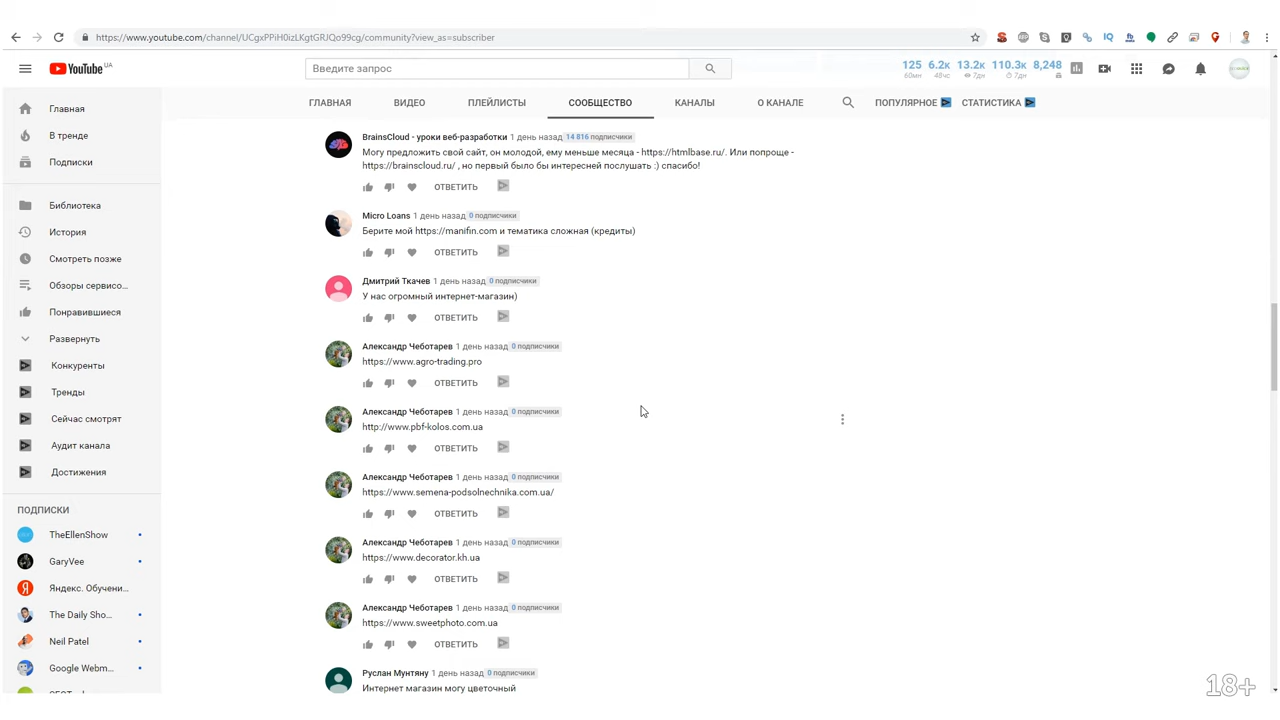 https://www.youtube.com/channel/UCgxPPiH0izLKgtGRJQo99cg/community?view_as=subscriber
YouTube UA
Введите запрос
125 6.2к 13.2к 110.3к 8,248
60мн 48чс 7дн 7дн
ГЛАВНАЯ ВИДЕО ПЛЕЙЛИСТЫ СООБЩЕСТВО КАНАЛЫ О КАНАЛЕ ПОПУЛЯРНОЕ СТАТИСТИКА
Главная
В тренде
Подписки
Библиотека
История
Смотреть позже
Обзоры сервисо...
Понравившиеся
Развернуть
Конкуренты
Тренды
Сейчас смотрят
Аудит канала
Достижения
ПОДПИСКИ
TheEllenShow
GaryVee
Яндекс. Обучени...
The Daily Sho...
Neil Patel
Google Webm...
BrainsCloud - уроки веб-разработки 1 день назад 14 816 подписчики
Могу предложить свой сайт, он молодой, ему меньше месяца - https://htmlbase.ru/. Или попроще -
https://brainscloud.ru/ , но первый было бы интересней послушать :) спасибо!
ОТВЕТИТЬ
Micro Loans 1 день назад 0 подписчики
Берите мой https://manifin.com и тематика сложная (кредиты)
ОТВЕТИТЬ
Дмитрий Ткачев 1 день назад 0 подписчики
У нас огромный интернет-магазин)
ОТВЕТИТЬ
Александр Чеботарев 1 день назад 0 подписчики
https://www.agro-trading.pro
ОТВЕТИТЬ
Александр Чеботарев 1 день назад 0 подписчики
http://www.pbf-kolos.com.ua
ОТВЕТИТЬ
Александр Чеботарев 1 день назад 0 подписчики
https://www.semena-podsolnechnika.com.ua/
ОТВЕТИТЬ
Александр Чеботарев 1 день назад 0 подписчики
https://www.decorator.kh.ua
ОТВЕТИТЬ
Александр Чеботарев 1 день назад 0 подписчики
https://www.sweetphoto.com.ua
ОТВЕТИТЬ
Руслан Мунтяну 1 день назад 0 подписчики
Интернет магазин могу цветочный
18+